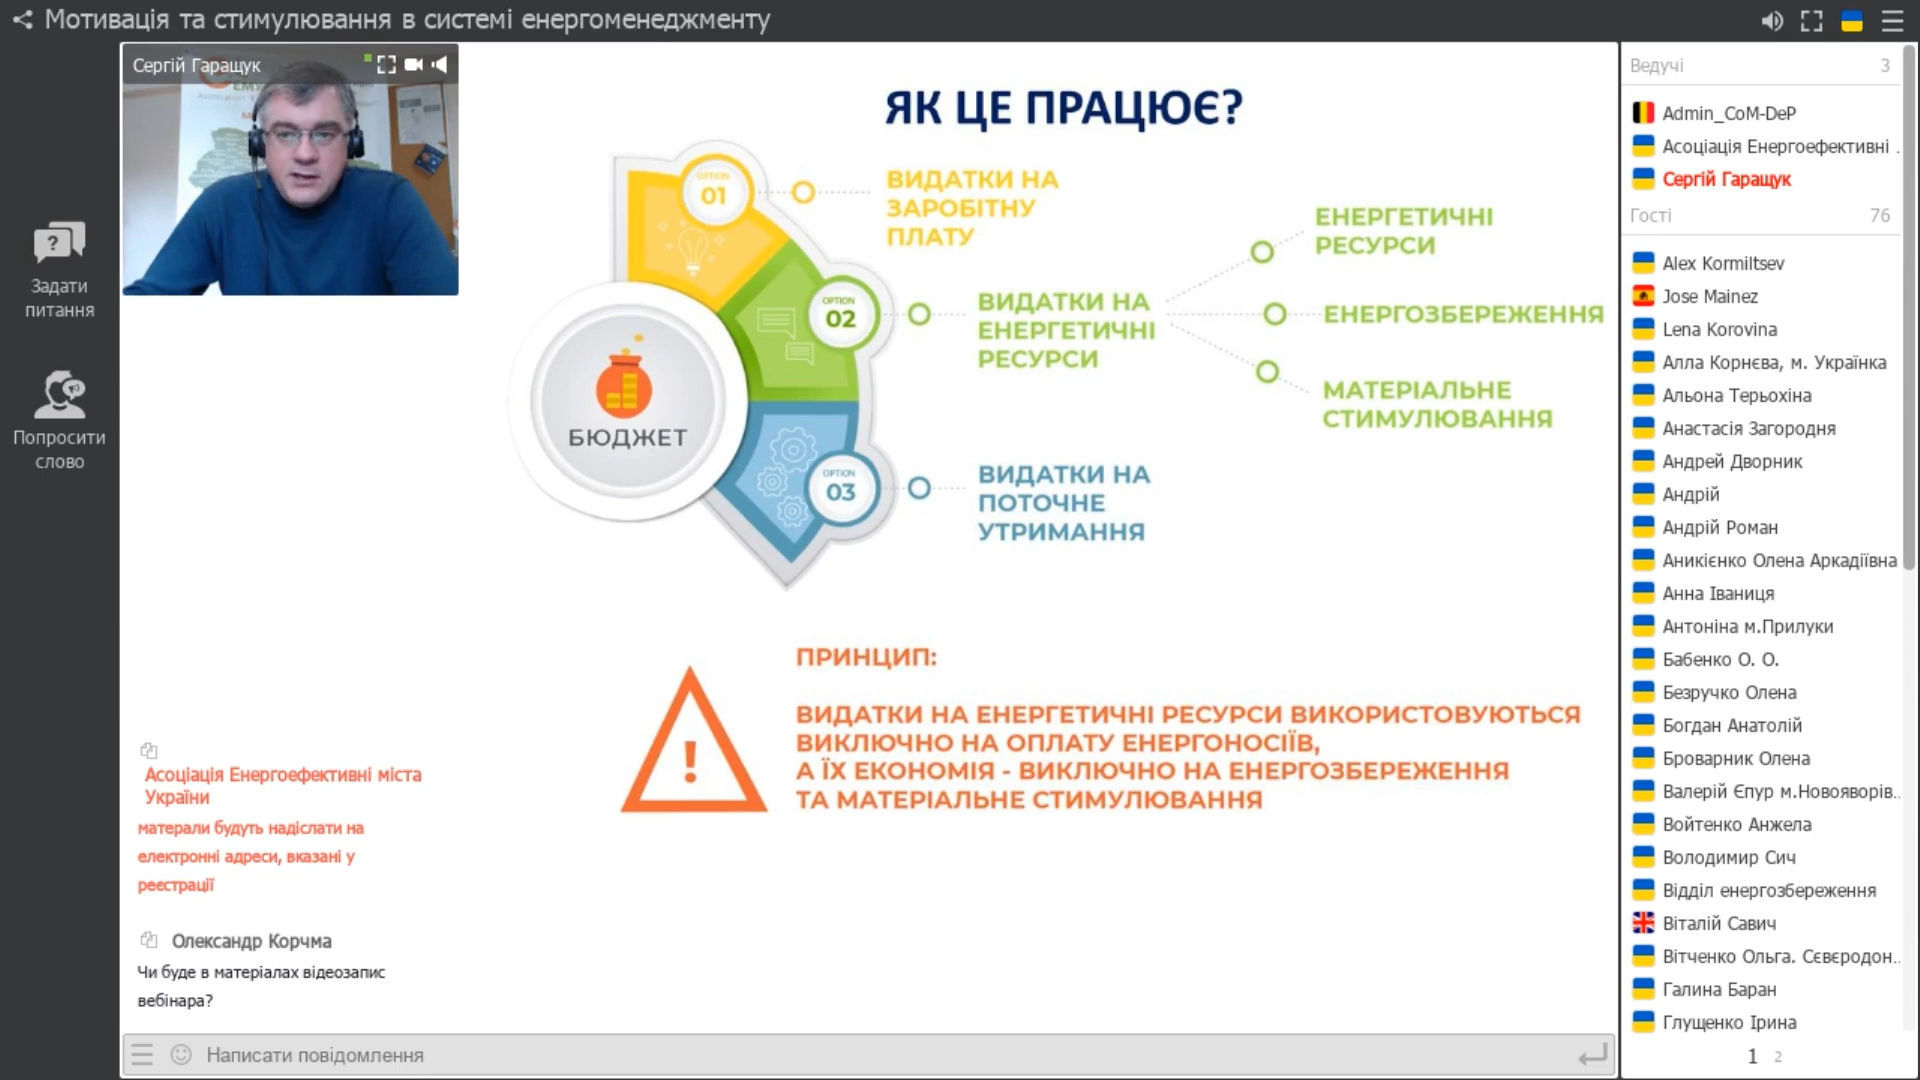 Мотивація та стимулювання в системі енергоменеджменту
Сергій Гаращук
Задати
питання
Попросити
слово
ЯК ЦЕ ПРАЦЮЄ?
OPTION
01
ВИДАТКИ НА
ЗАРОБІТНУ
ПЛАТУ
OPTION
02
ВИДАТКИ НА
ЕНЕРГЕТИЧНІ
РЕСУРСИ
ЕНЕРГЕТИЧНІ
РЕСУРСИ
ЕНЕРГОЗБЕРЕЖЕННЯ
МАТЕРІАЛЬНЕ
СТИМУЛЮВАННЯ
БЮДЖЕТ
OPTION
03
ВИДАТКИ НА
ПОТОЧНЕ
УТРИМАННЯ
!
ПРИНЦИП:
ВИДАТКИ НА ЕНЕРГЕТИЧНІ РЕСУРСИ ВИКОРИСТОВУЮТЬСЯ
ВИКЛЮЧНО НА ОПЛАТУ ЕНЕРГОНОСІЇВ,
А ЇХ ЕКОНОМІЯ - ВИКЛЮЧНО НА ЕНЕРГОЗБЕРЕЖЕННЯ
ТА МАТЕРІАЛЬНЕ СТИМУЛЮВАННЯ
Асоціація Енергоефективні міста
України
матерали будуть надіслати на
електронні адреси, вказані у
реєстрації
Олександр Корчма
Чи буде в матеріалах відеозапис
вебінара?
Написати повідомлення
Ведучі 3
Admin_CoM-DeP
Асоціація Енергоефективні .
Сергій Гаращук
Гості 76
Alex Kormiltsev
Jose Mainez
Lena Korovina
Алла Корнєва, м. Українка
Альона Терьохіна
Анастасія Загородня
Андрей Дворник
Андрій
Андрій Роман
Аникієнко Олена Аркадіївна
Анна Іваниця
Антоніна м.Прилуки
Бабенко О. О.
Безручко Олена
Богдан Анатолій
Броварник Олена
Валерій Єпур м.Новояворів..
Войтенко Анжела
Володимир Сич
Відділ енергозбереження
Віталій Савич
Вітченко Ольга. Сєвєродон..
Галина Баран
Глущенко Ірина
1 2